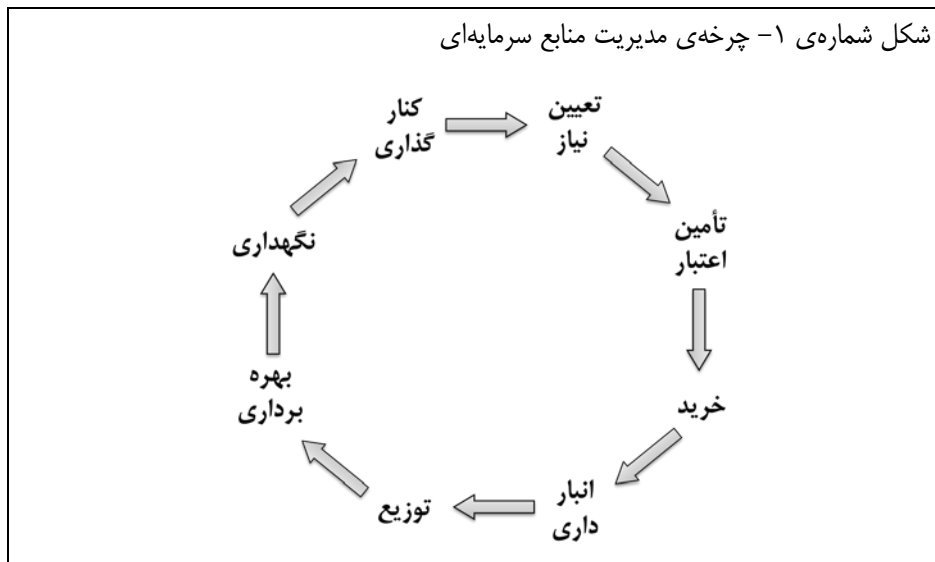 شکل شماره‌ی ۱- چرخه‌ی مدیریت منابع سرمایه‌ای
تعیین
نیاز
تأمین
اعتبار
خرید
انبار
داری
توزیع
بهره
برداری
نگهداری
کنار
گذاری